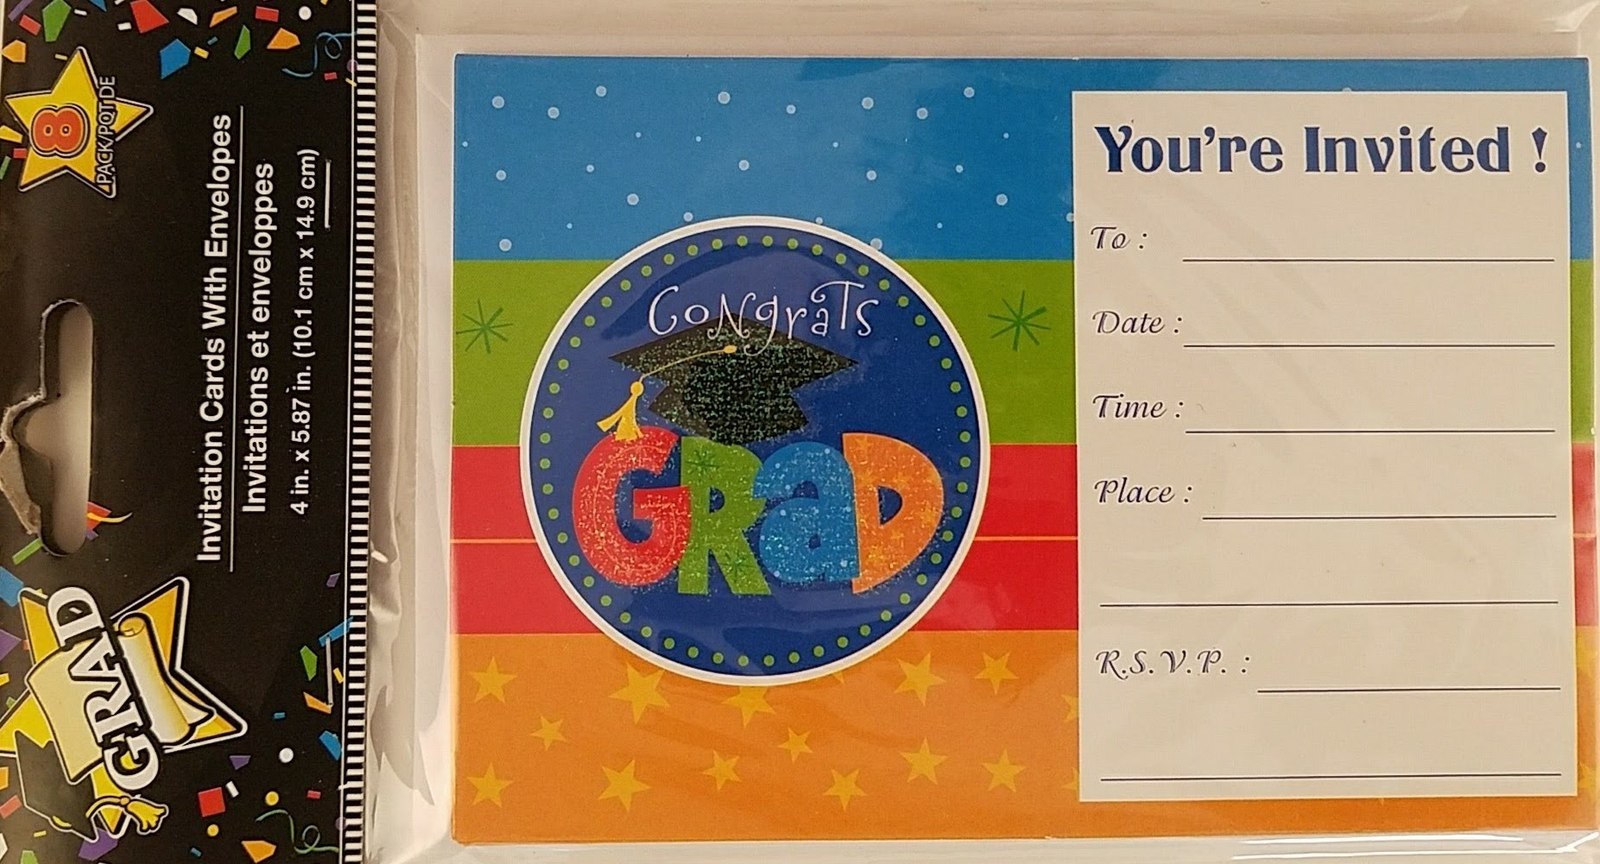 8
PACK/PQT DE
Invitation Cards With Envelopes
Invitations et enveloppes
4 in. x 5.87 in. (10.1 cm x 14.9 cm)
GRAD
CoNgraTs
GRaD
You're Invited !
To :
Date :
Time :
Place :
R.S.V.P. :